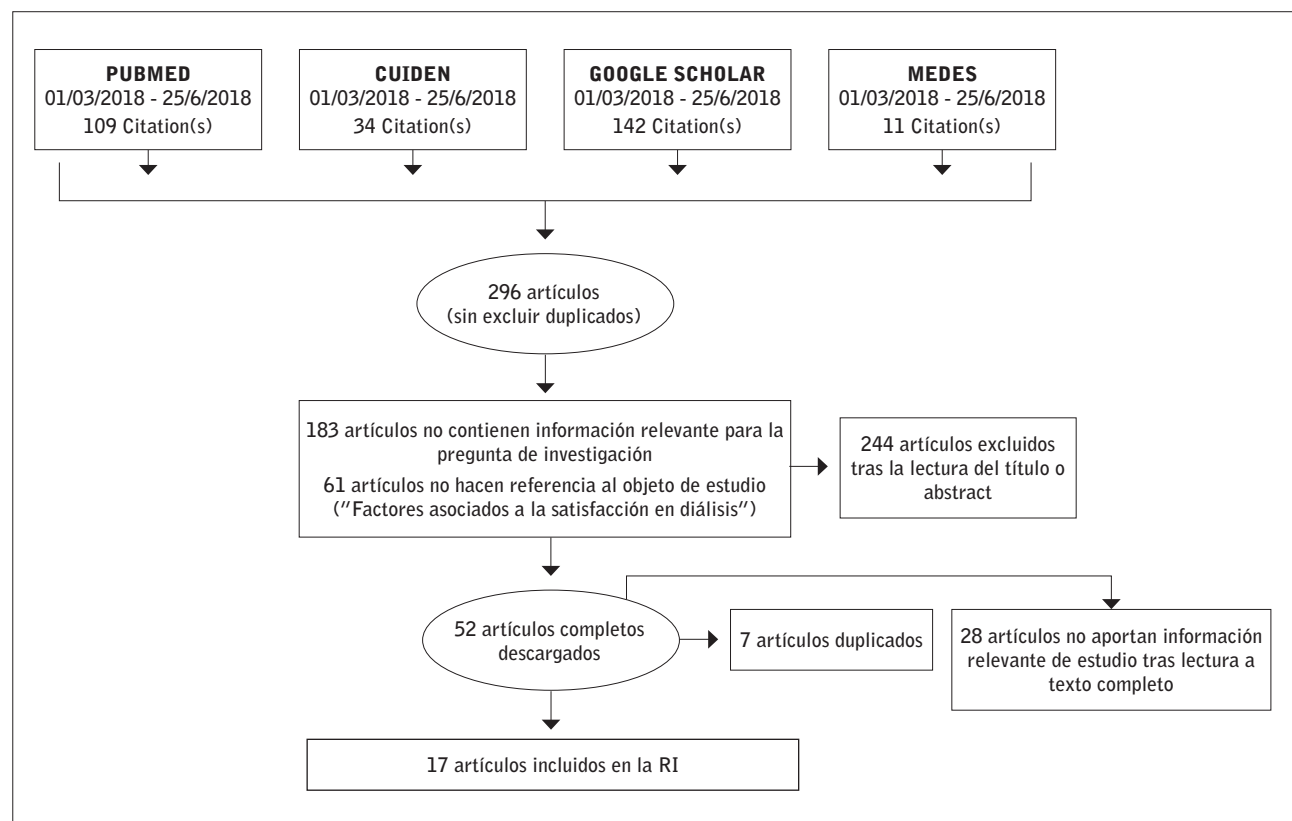 PUBMED
01/03/2018 - 25/6/2018
109 Citation(s)
CUIDEN
01/03/2018 - 25/6/2018
34 Citation(s)
GOOGLE SCHOLAR
01/03/2018 - 25/6/2018
142 Citation(s)
MEDES
01/03/2018 - 25/6/2018
11 Citation(s)
296 artículos
(sin excluir duplicados)
183 artículos no contienen información relevante para la
pregunta de investigación
61 artículos no hacen referencia al objeto de estudio
("Factores asociados a la satisfacción en diálisis")
244 artículos excluidos
tras la lectura del título o
abstract
52 artículos completos
descargados
7 artículos duplicados
28 artículos no aportan información
relevante de estudio tras lectura a
texto completo
17 artículos incluidos en la RI